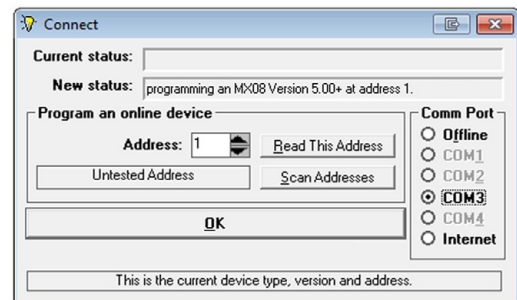 Connect
Current status:
New status: programming an MX08 Version 5.00+ at address 1.
Program an online device
Address: 1 Read This Address
Untested Address Scan Addresses
OK
Comm Port
Offline
COM1
COM2
COM3
COM4
Internet
This is the current device type, version and address.